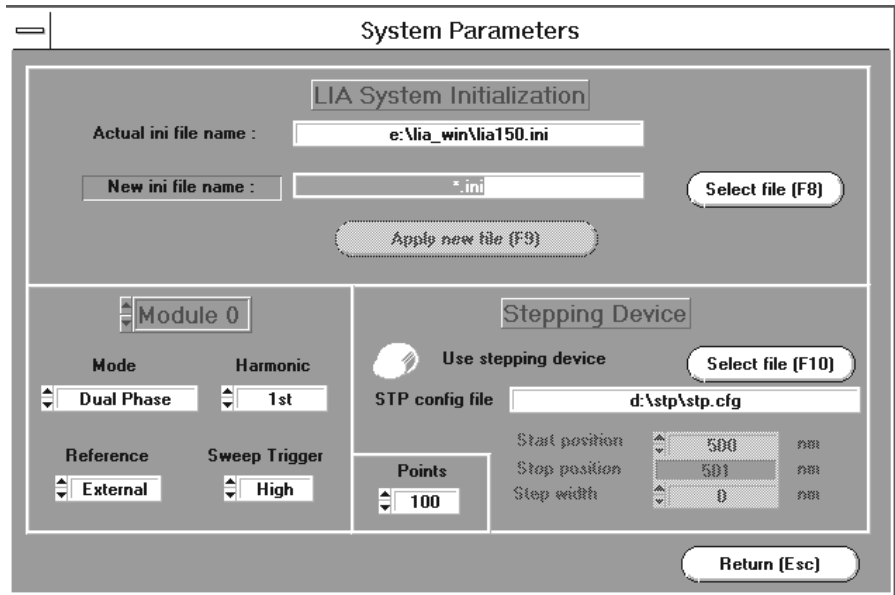 System Parameters
LIA System Initialization
Actual ini file name : e:\lia_win\lia150.ini
New ini file name : *.ini Select file (F8)
Apply new file (F9)
Module 0
Mode Harmonic
Dual Phase 1st
Reference Sweep Trigger
External High
Points
100
Stepping Device
Use stepping device Select file (F10)
STP config file d:\stp\stp.cfg
Start position 500 nm
Stop position 501 nm
Step width 0 nm
Return (Esc)